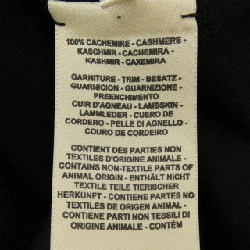 100% CACHEMIRE - CASHMERE -
KASCHMIR - CACHEMIRA -
KASHMIR - CAXEMIRA
GARNITURE - TRIM - BESATZ -
GUARNICION - GUARNIZIONE -
PREENCHIMENTO
CUIR D'AGNEAU - LAMBSKIN -
LAMMLEDER - CUERO DE
CORDERO - PELLE DI AGNELLO
- COURO DE CORDEIRO
CONTIENT DES PARTIES NON
TEXTILES D'ORIGINE ANIMALE -
CONTAINS NON-TEXTILE PARTS OF
ANIMAL ORIGIN - ENTHÄLT NICHT
TEXTILE TEILE TIERISCHER
HERKUNFT - CONTIENE PARTES NO
TEXTILES DE ORIGEN ANIMAL -
CONTIENE PARTI NON TESSILI DI
ORIGINE ANIMALE - CONTÉM